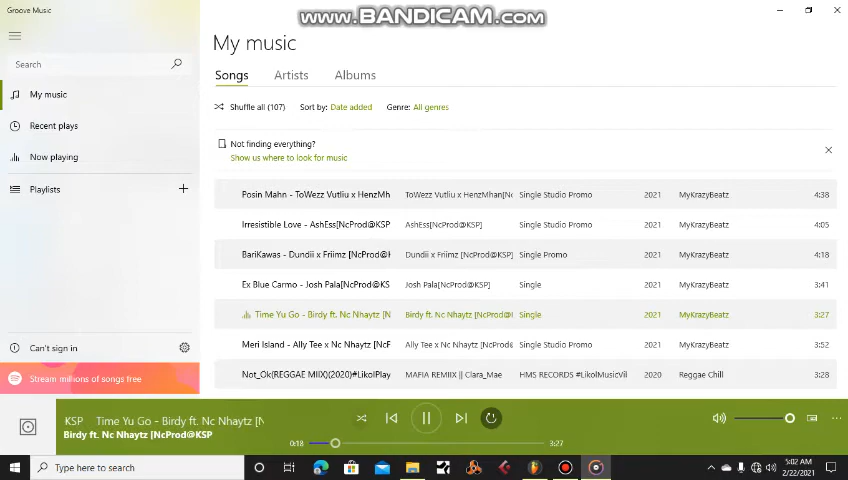 Groove Music
WWW.BANDICAM.COM
Search
My music
Recent plays
Now playing
Playlists
Can't sign in
Stream millions of songs free
My music
Songs Artists Albums
Shuffle all (107) Sort by: Date added Genre: All genres
Not finding everything?
Show us where to look for music
Posin Mahn - ToWezz Vutliu x HenzMh ToWezz Vutliu x HenzMhan[Nc Single Studio Promo 2021 MyKrazyBeatz 4:38
Irresistible Love - AshEss[NcProd@KSP AshEss[NcProd@KSP] Single Studio Promo 2021 MyKrazyBeatz 4:05
BariKawas - Dundii x Friimz [NcProd@K Dundii x Friimz [NcProd@KSP] Single Promo 2021 MyKrazyBeatz 4:18
Ex Blue Carmo - Josh Pala[NcProd@KS Josh Pala[NcProd@KSP] Single 2021 MyKrazyBeatz 3:41
Time Yu Go - Birdy ft. Nc Nhaytz [N Birdy ft. Nc Nhaytz [NcProd@ Single 2021 MyKrazyBeatz 3:27
Meri Island - Ally Tee x Nc Nhaytz [NcF Ally Tee x Nc Nhaytz [NcProd@ Single Studio Promo 2021 MyKrazyBeatz 3:52
Not_Ok(REGGAE MIIX)(2020)#LikolPlay MAFIA REMIIX || Clara_Mae HMS RECORDS #LikolMusicVil 2020 Reggae Chill 3:28
KSP Time Yu Go - Birdy ft. Nc Nhaytz [N
Birdy ft. Nc Nhaytz [NcProd@KSP
0:18 3:27
Type here to search
5:02 AM
2/22/2021